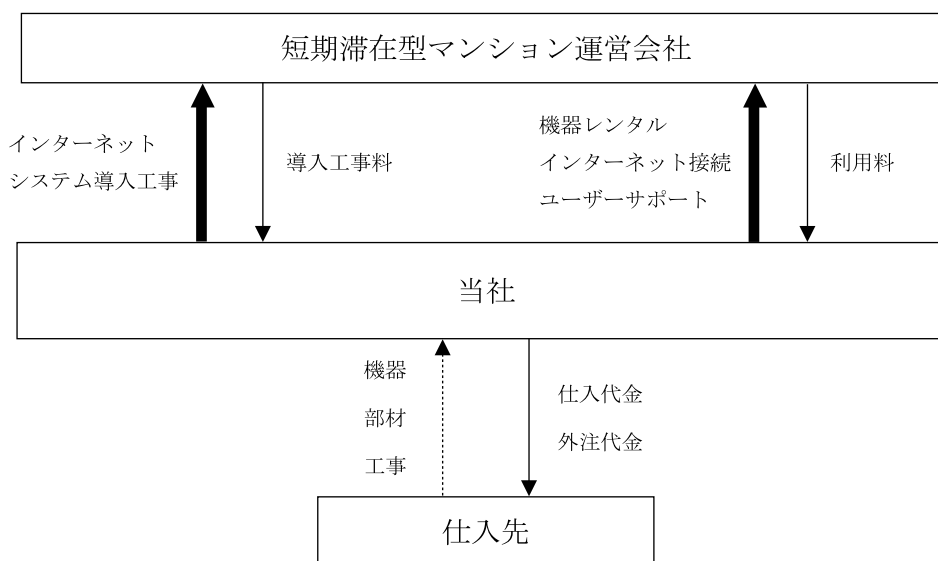 短期滞在型マンション運営会社
インターネット
システム導入工事
導入工事料
機器レンタル
インターネット接続
ユーザーサポート
利用料
当社
機器
部材
工事
仕入代金
外注代金
仕入先